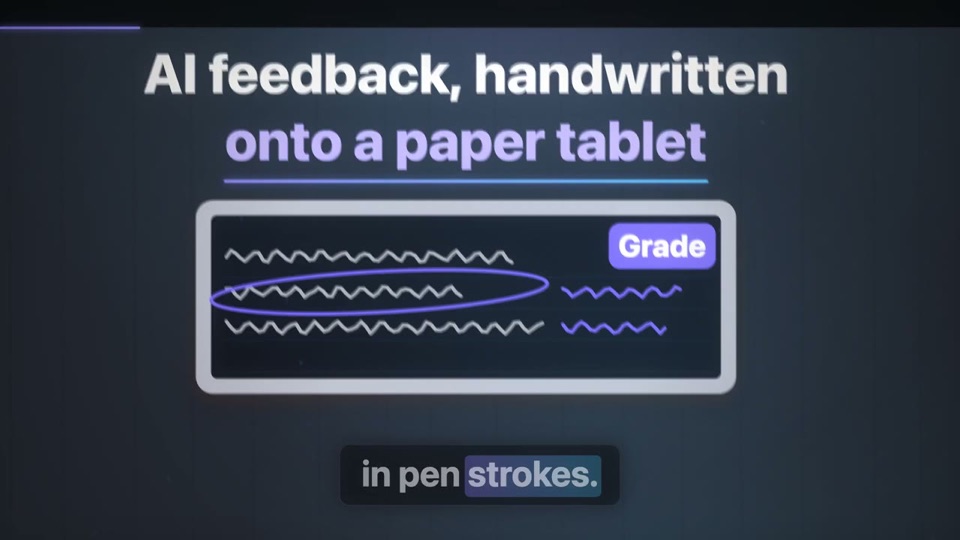 AI feedback, handwritten
onto a paper tablet
Grade
in pen strokes.